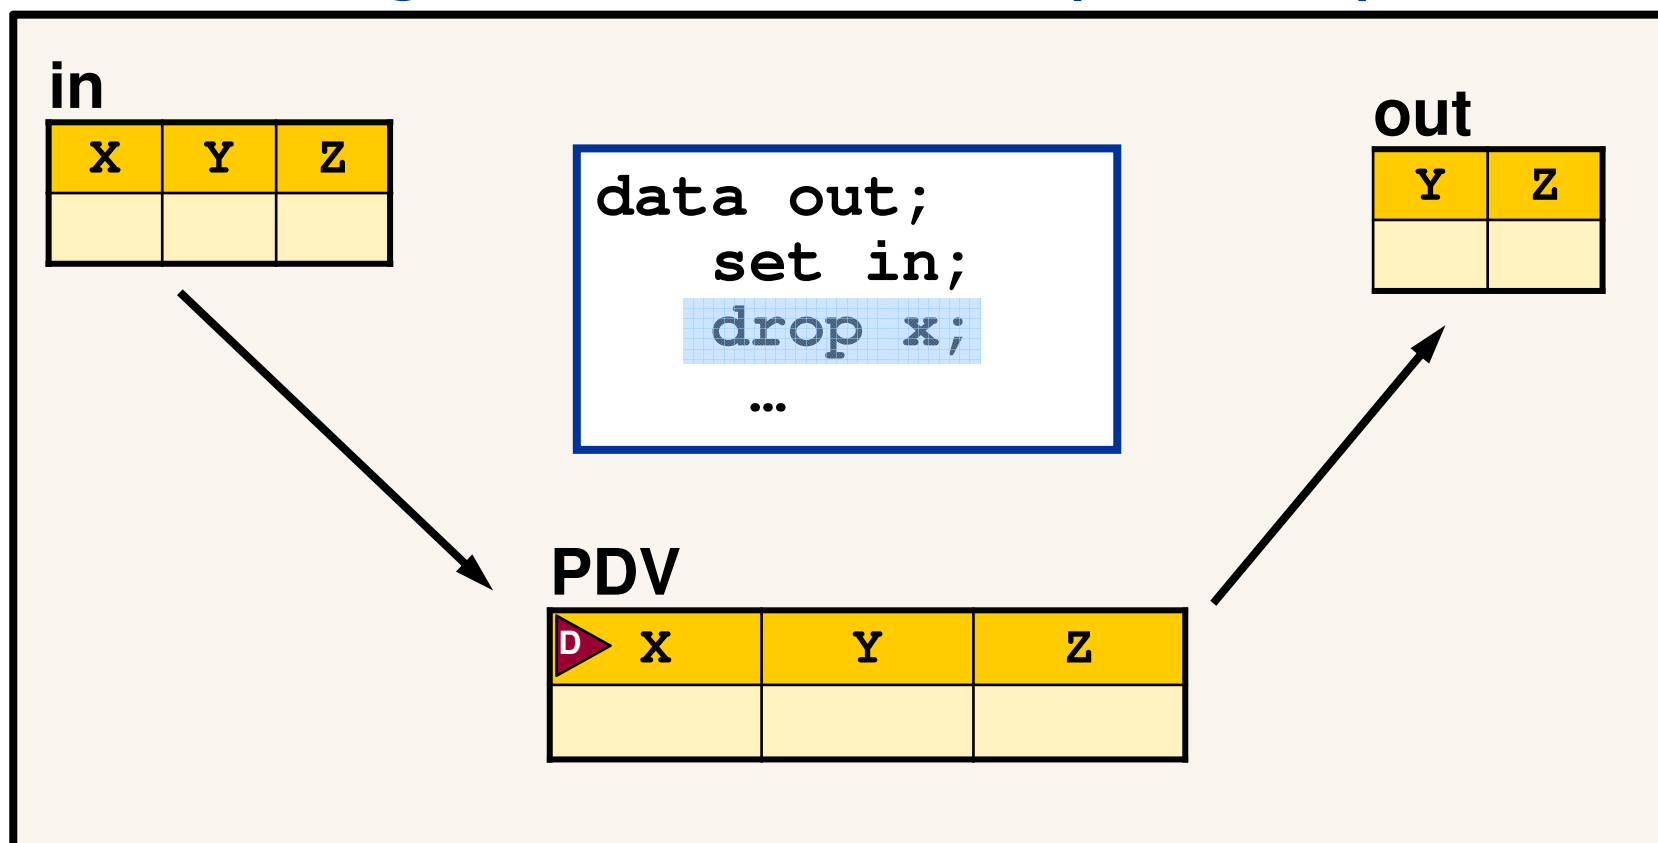 in
X Y Z
data out;
set in;
drop x;
…
out
Y Z
PDV
D X Y Z